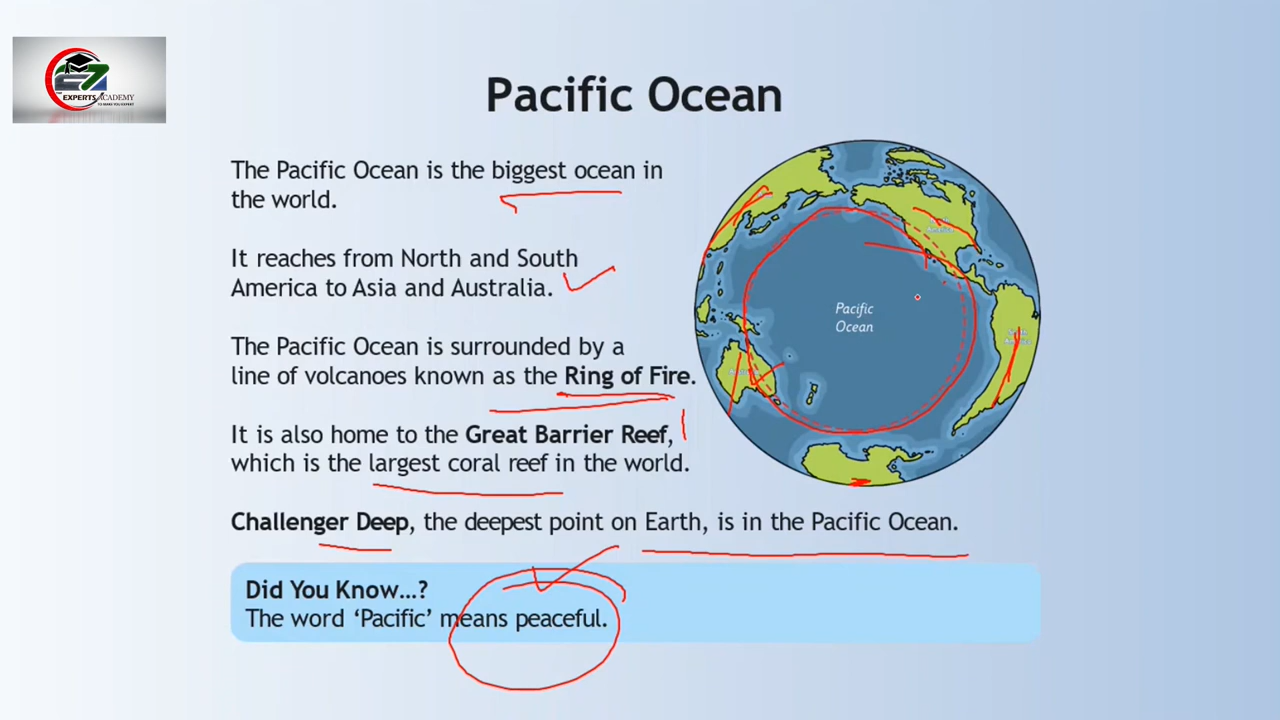 EXPERTS ACADEMY
TO MAKE YOU EXPERT
Pacific Ocean
The Pacific Ocean is the biggest ocean in
the world.
It reaches from North and South
America to Asia and Australia.
The Pacific Ocean is surrounded by a
line of volcanoes known as the Ring of Fire.
It is also home to the Great Barrier Reef,
which is the largest coral reef in the world.
Challenger Deep, the deepest point on Earth, is in the Pacific Ocean.
Did You Know...?
The word ‘Pacific’ means peaceful.
Pacific
Ocean